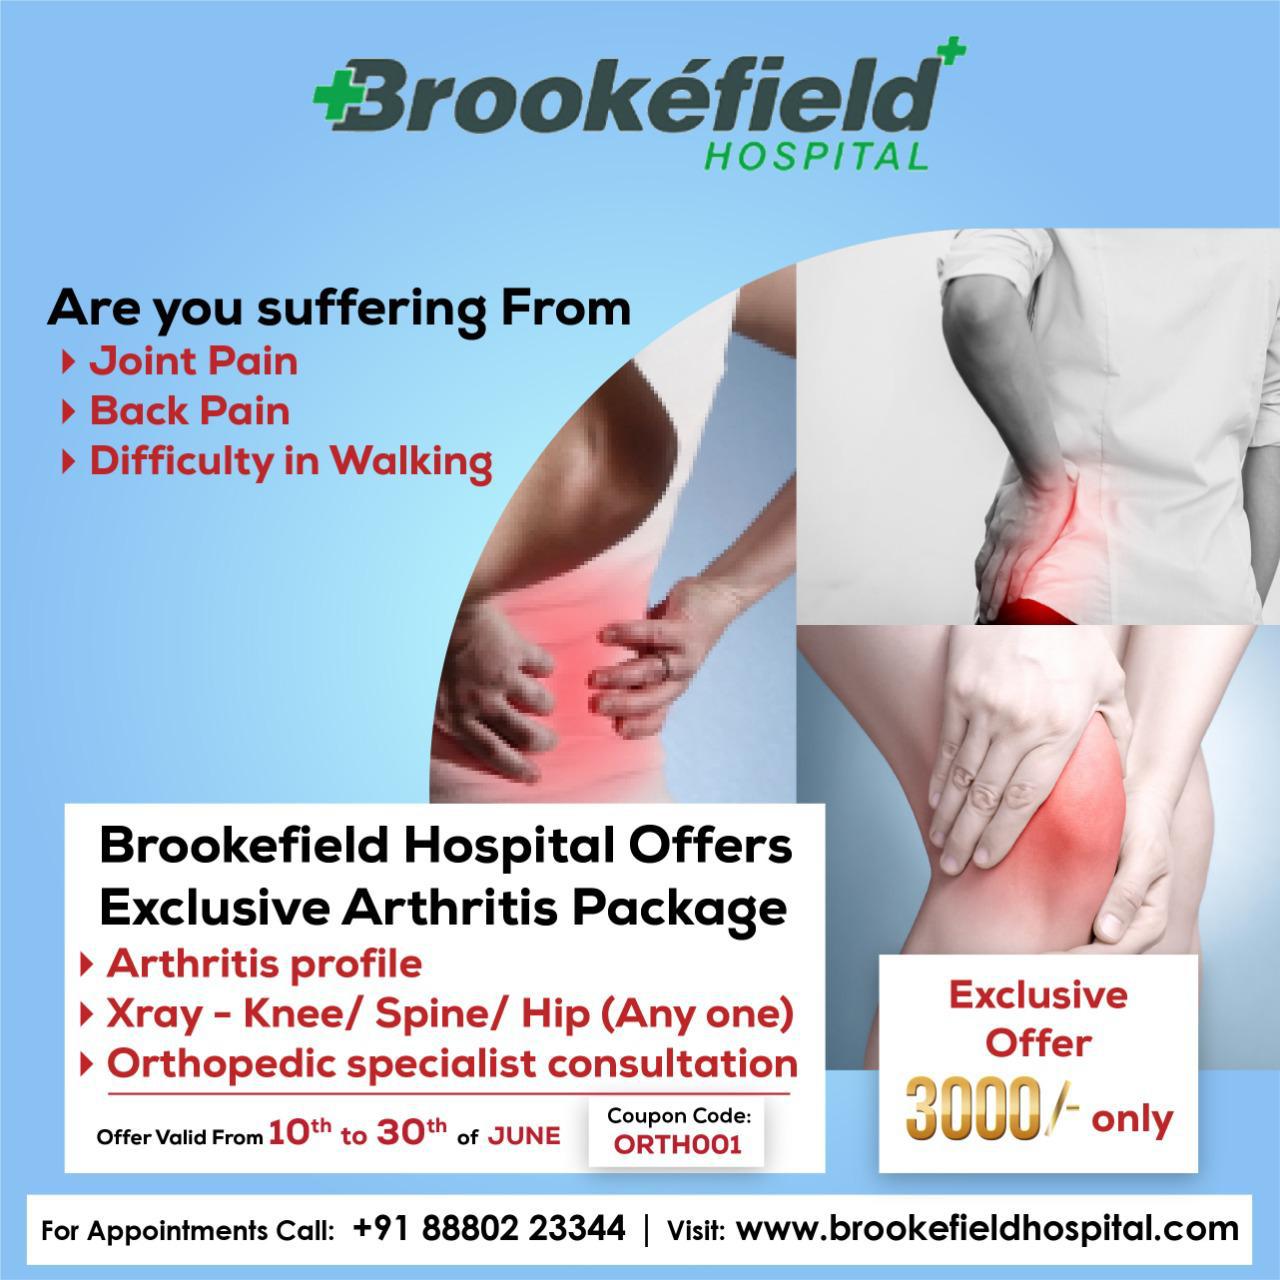 Brookéfield
HOSPITAL
Are you suffering From
Joint Pain
Back Pain
Difficulty in Walking
Brookefield Hospital Offers
Exclusive Arthritis Package
Arthritis profile
Xray - Knee/ Spine/ Hip (Any one)
Orthopedic specialist consultation
Offer Valid From 10th to 30th of JUNE
Coupon Code:
ORTH001
Exclusive
Offer
3000/- only
For Appointments Call: +91 88802 23344 | Visit: www.brookefieldhospital.com